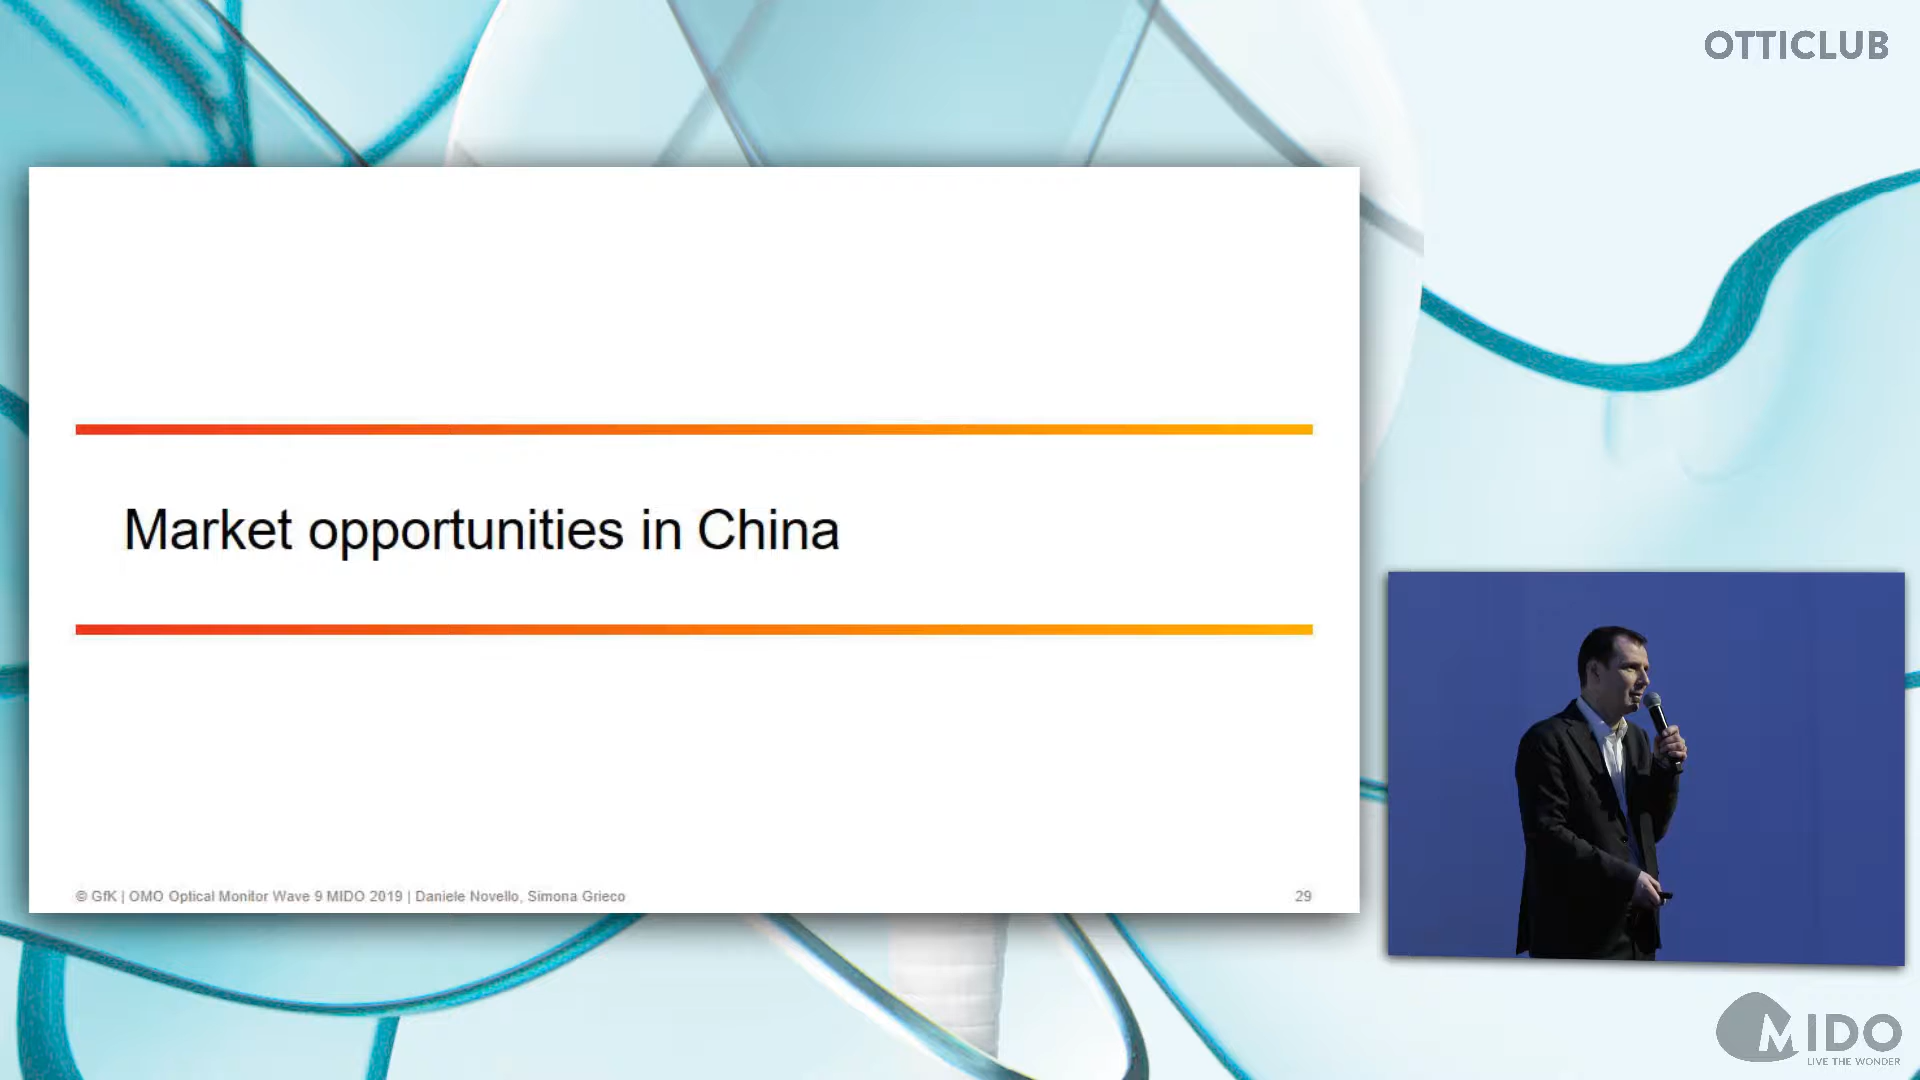 OTTICLUB
Market opportunities in China
© GfK | OMO Optical Monitor Wave 9 MIDO 2019 | Daniele Novello, Simona Grieco
29
MIDO
LIVE THE WONDER